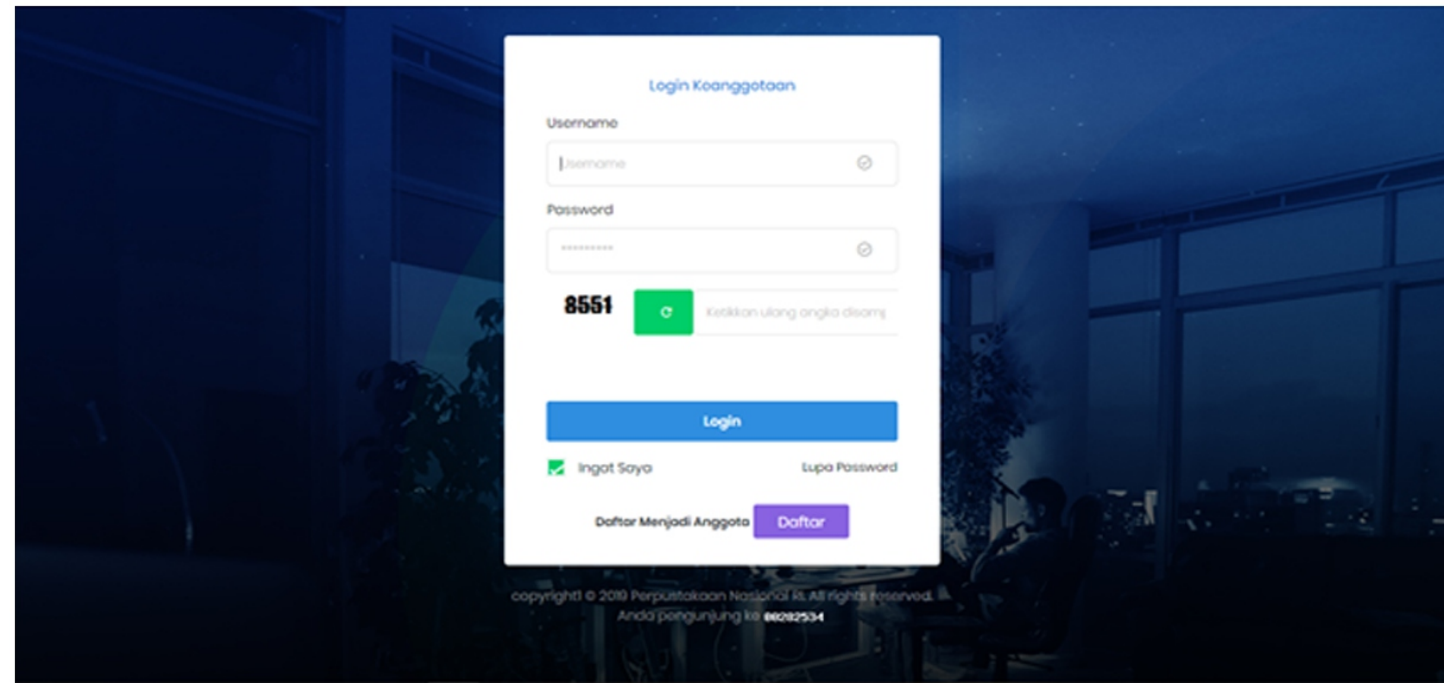 Login Keanggotaan
Username
Username
Password
*********
8551 Ketikkan ulang angka disamp
Login
Ingat Saya Lupa Password
Daftar Menjadi Anggota Daftar
copyright1 © 2019 Perpustakaan Nasional RI. All rights reserved.
Anda pengunjung ke 00282534